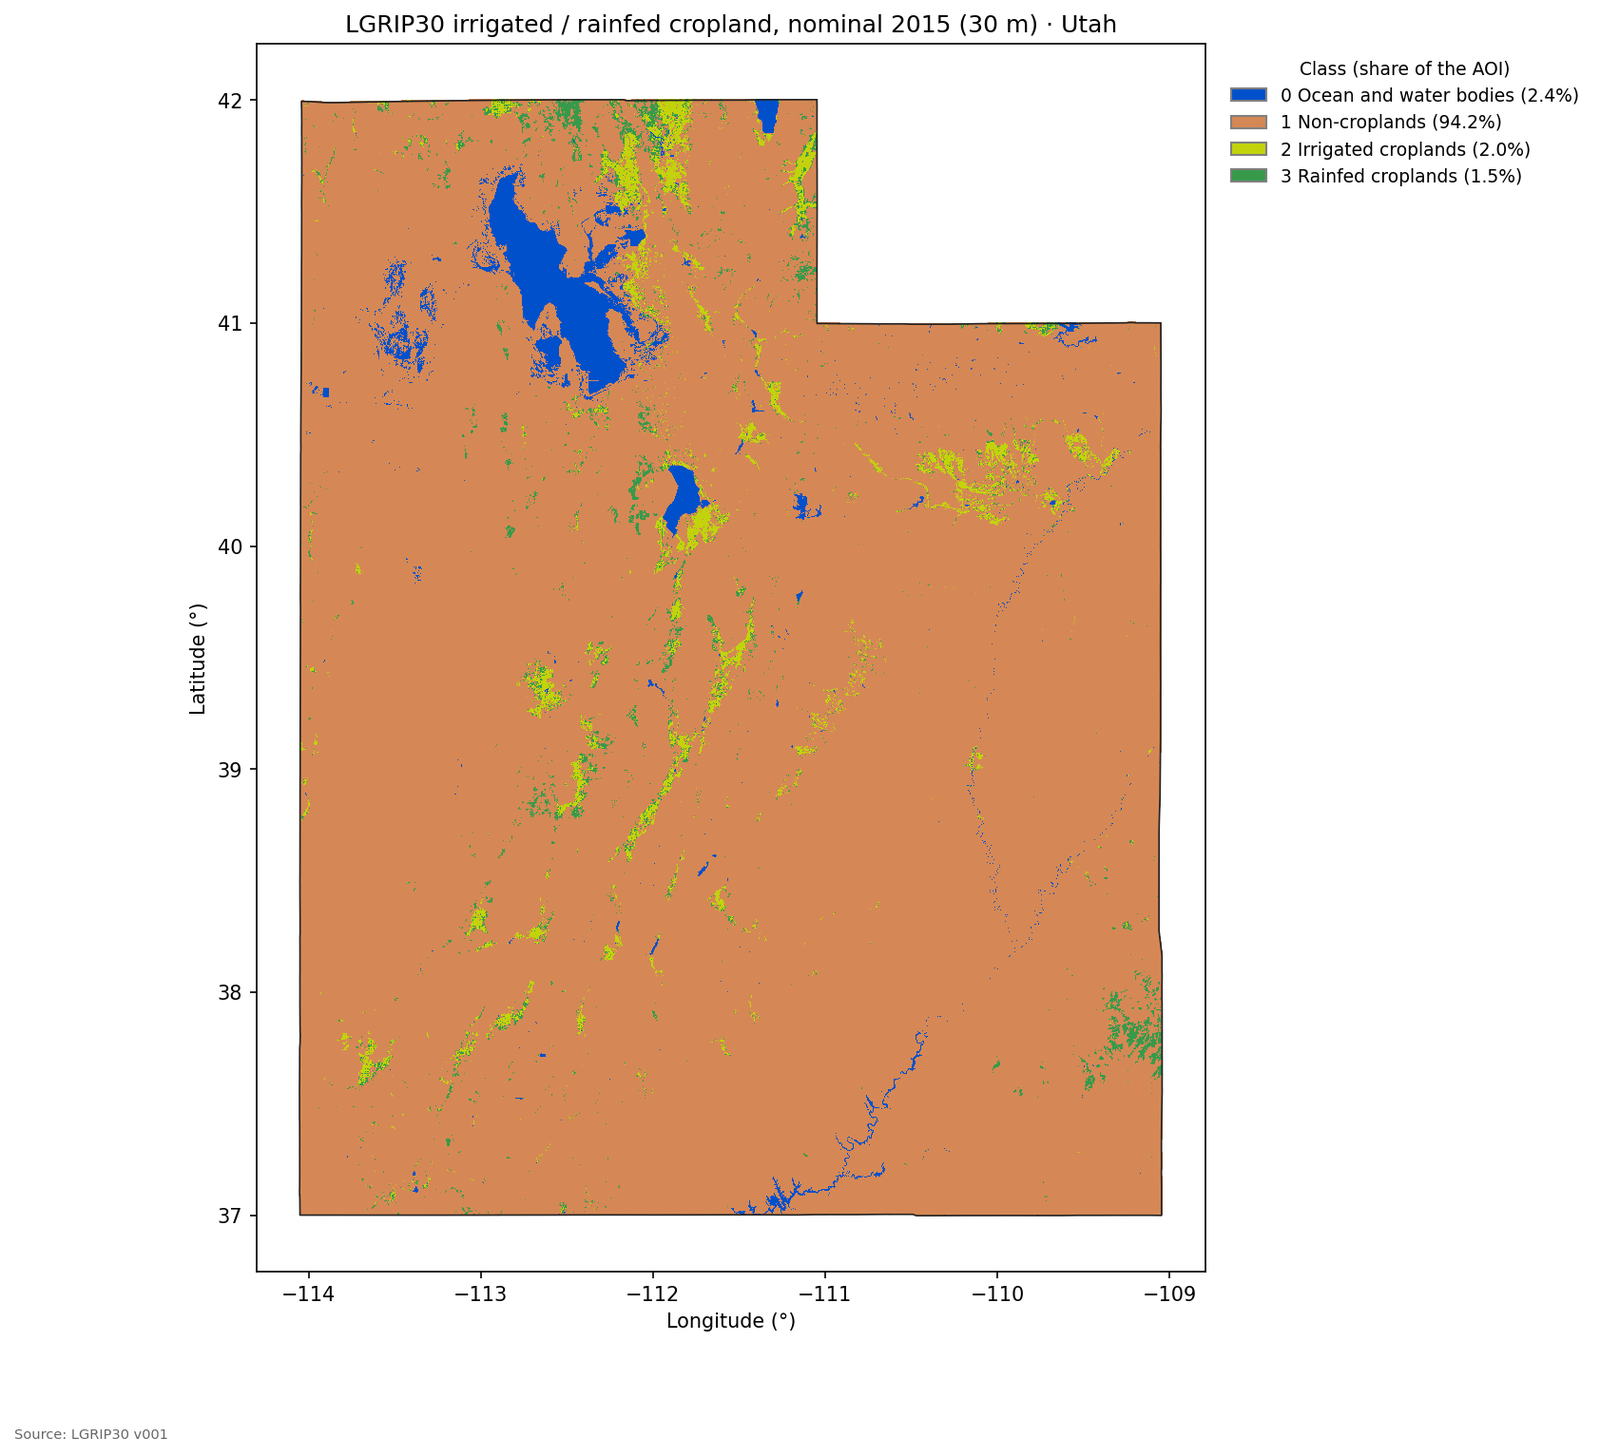 LGRIP30 irrigated / rainfed cropland, nominal 2015 (30 m) · Utah
Class (share of the AOI)
0 Ocean and water bodies (2.4%)
1 Non-croplands (94.2%)
2 Irrigated croplands (2.0%)
3 Rainfed croplands (1.5%)
42
41
40
39
38
37
Latitude (°)
−114
−113
−112
−111
−110
−109
Longitude (°)
Source: LGRIP30 v001